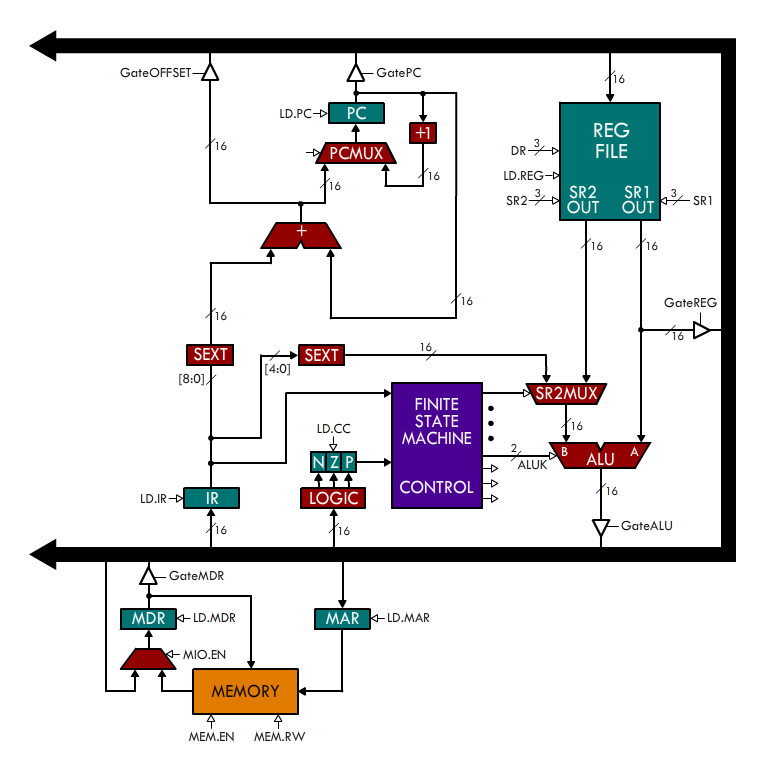 GateOFFSET
GatePC
16
LD.PC
PC
+1
REG
FILE
DR
3
16
PCMUX
LD.REG
16
16
SR2
3
SR2
OUT
SR1
OUT
3
SR1
+
16
16
16
16
GateREG
16
SEXT
[8:0]
[4:0]
SEXT
16
FINITE
STATE
MACHINE
CONTROL
SR2MUX
16
LD.CC
N Z P
2
ALUK
B
ALU
A
LD.IR
IR
LOGIC
16
16
16
GateALU
GateMDR
MDR
LD.MDR
MAR
LD.MAR
MIO.EN
MEMORY
MEM.EN
MEM.RW